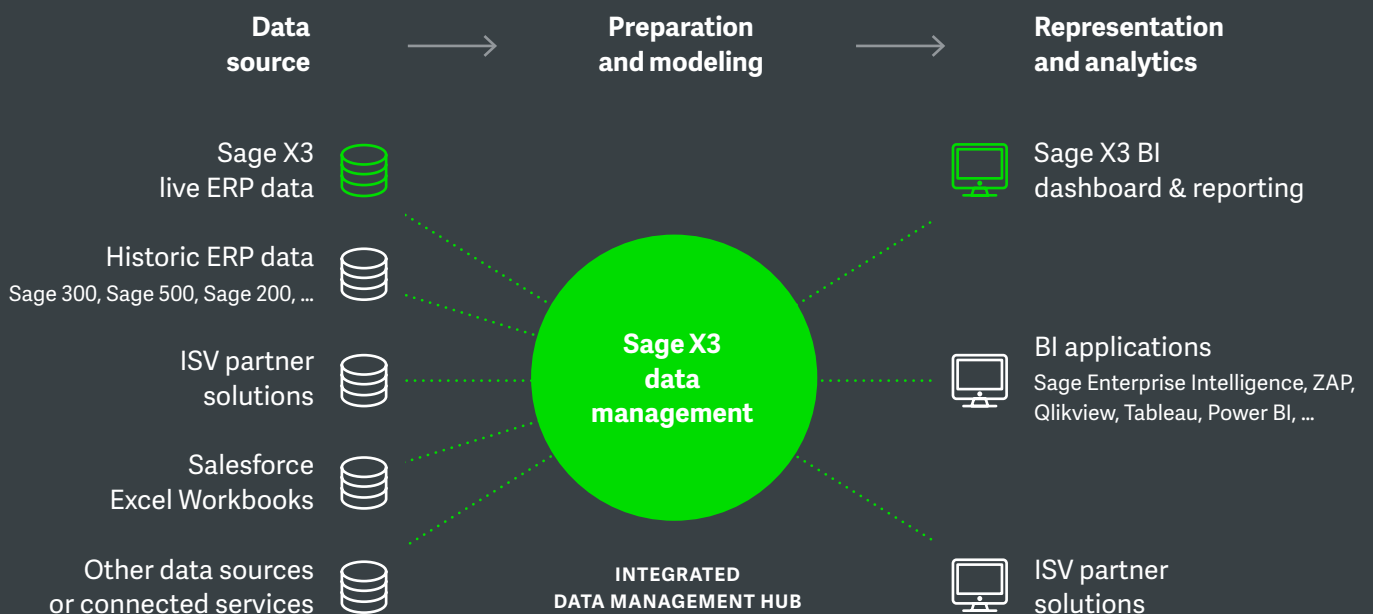 Data
source
Preparation
and modeling
Representation
and analytics
Sage X3
live ERP data
Historic ERP data
Sage 300, Sage 500, Sage 200, ...
ISV partner
solutions
Salesforce
Excel Workbooks
Other data sources
or connected services
Sage X3
data
management
INTEGRATED
DATA MANAGEMENT HUB
Sage X3 BI
dashboard & reporting
BI applications
Sage Enterprise Intelligence, ZAP,
Qlikview, Tableau, Power BI, ...
ISV partner
solutions